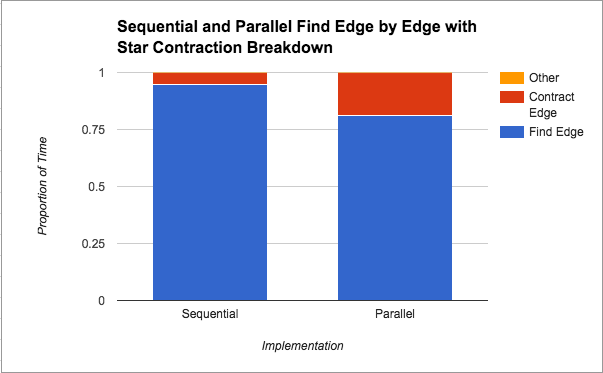 Sequential and Parallel Find Edge by Edge with
Star Contraction Breakdown
1
0.75
0.5
0.25
0
Proportion of Time
Sequential
Parallel
Implementation
Other
Contract
Edge
Find Edge